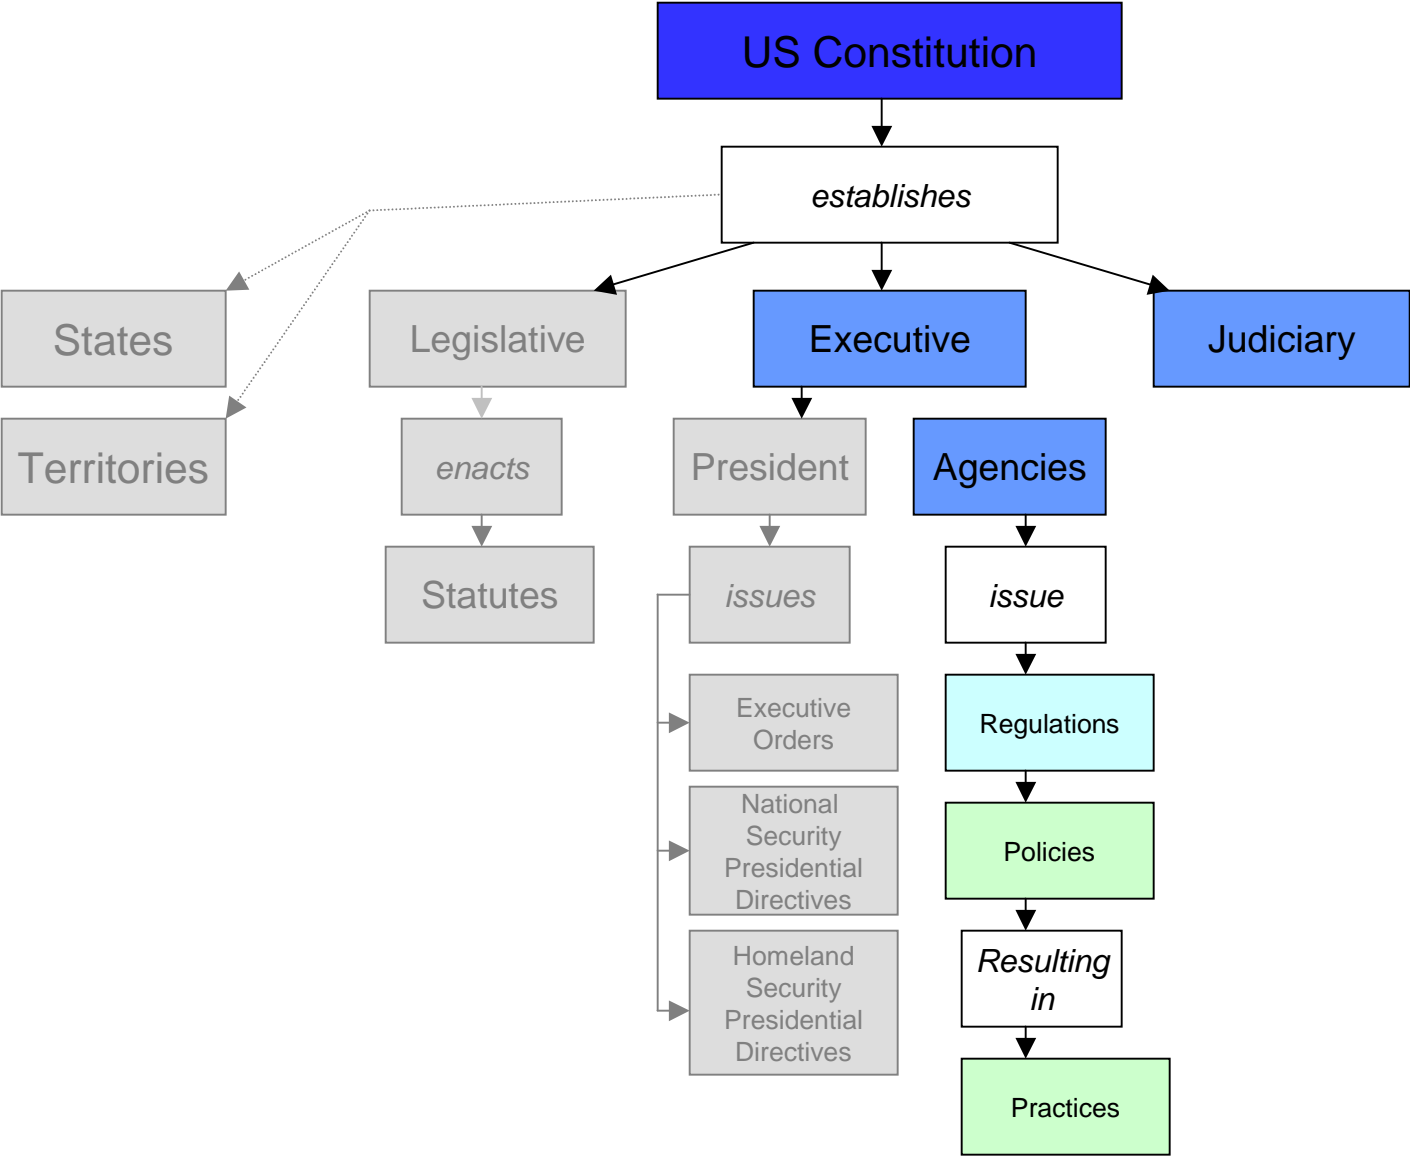 US Constitution
establishes
States
Legislative
Executive
Judiciary
Territories
enacts
President
Agencies
Statutes
issues
issue
Executive
Orders
Regulations
National
Security
Presidential
Directives
Policies
Homeland
Security
Presidential
Directives
Resulting
in
Practices